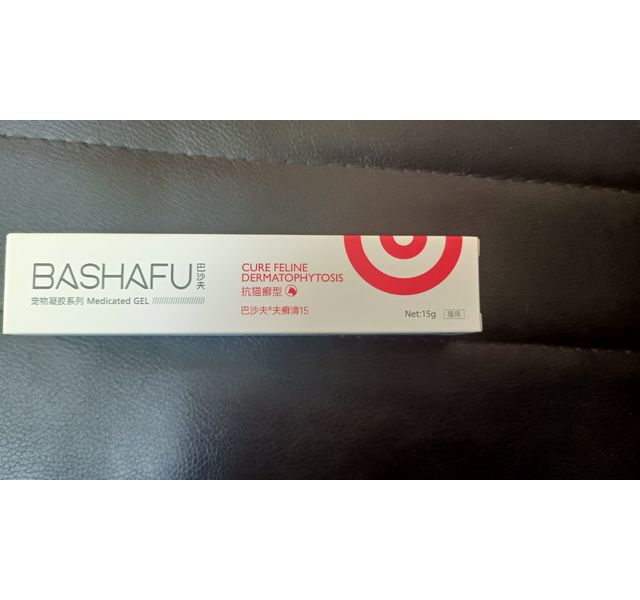 BASHAFU 巴沙夫
宠物凝胶系列 Medicated GEL
CURE FELINE
DERMATOPHYTOSIS
抗猫癣型
巴沙夫®夫癣清15
Net:15g 猫用